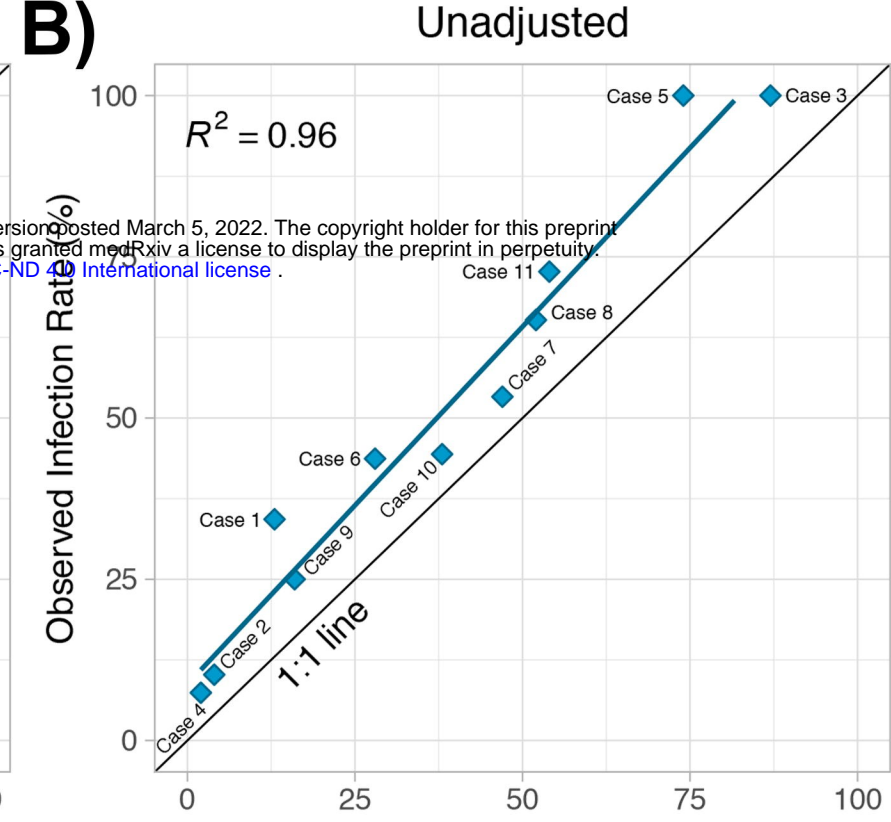 B)
Unadjusted
100
Case 5
Case 3
R² = 0.96
ersion posted March 5, 2022. The copyright holder for this preprint
s granted medRxiv a license to display the preprint in perpetuity.
75
C-ND 4.0 International license .
Case 11
Case 8
Case 7
50
Case 6
Case 10
Case 1
Case 9
25
Case 2
1:1 line
Case 4
0
Observed Infection Rate (%)
0
25
50
75
100